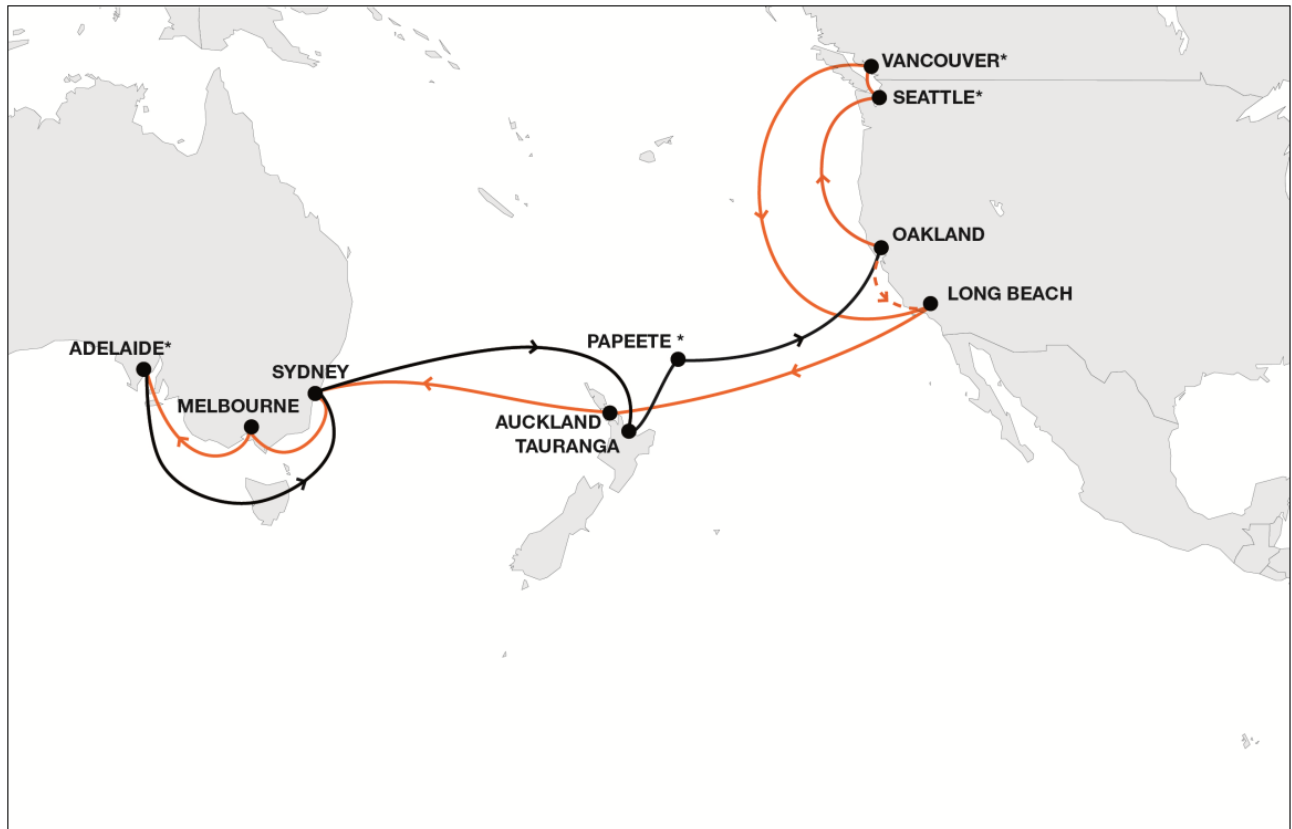 VANCOUVER*
SEATTLE*
OAKLAND
LONG BEACH
PAPEETE *
ADELAIDE*
SYDNEY
MELBOURNE
AUCKLAND
TAURANGA